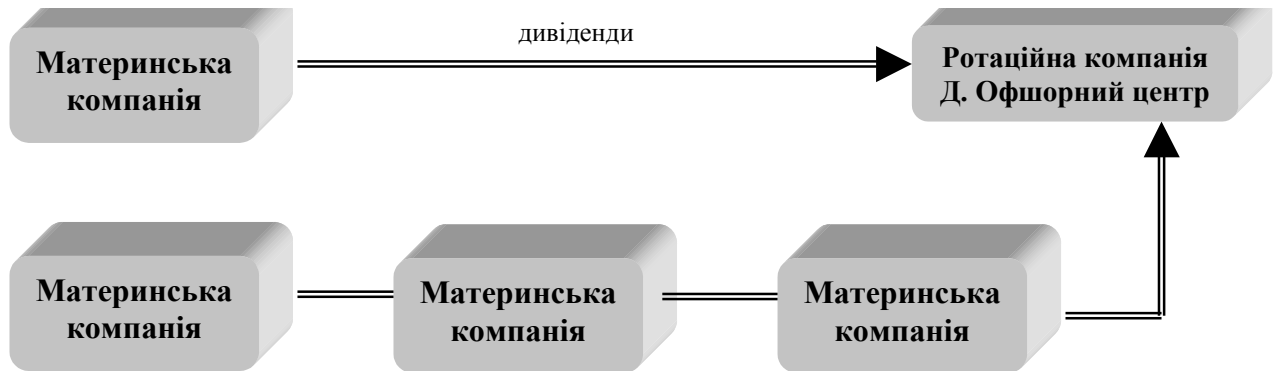 Материнська
компанія
дивіденди
Ротаційна компанія
Д. Офшорний центр
Материнська
компанія
Материнська
компанія
Материнська
компанія